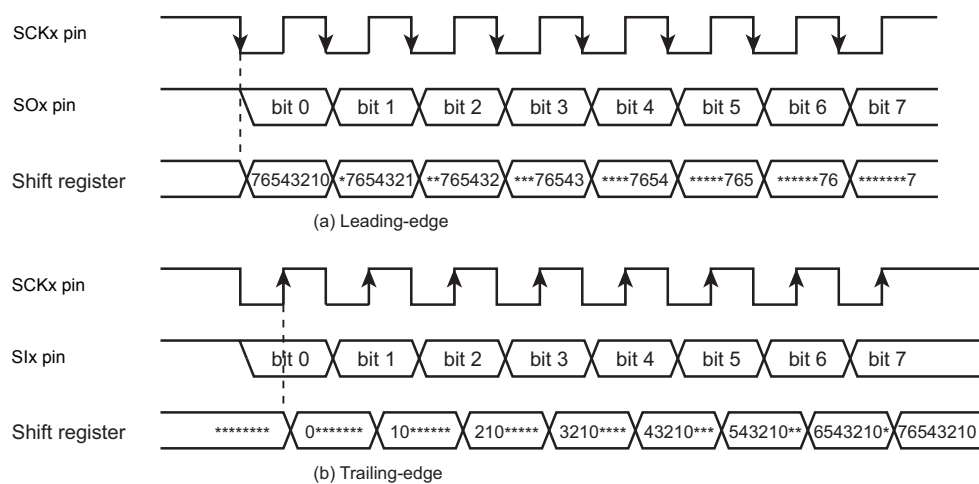 SCKx pin
SOx pin bit 0 bit 1 bit 2 bit 3 bit 4 bit 5 bit 6 bit 7
Shift register 76543210 *7654321 **765432 ***76543 ****7654 *****765 ******76 *******7
(a) Leading-edge
SCKx pin
SIx pin bit 0 bit 1 bit 2 bit 3 bit 4 bit 5 bit 6 bit 7
Shift register ******** 0******* 10****** 210***** 3210**** 43210*** 543210** 6543210* 76543210
(b) Trailing-edge